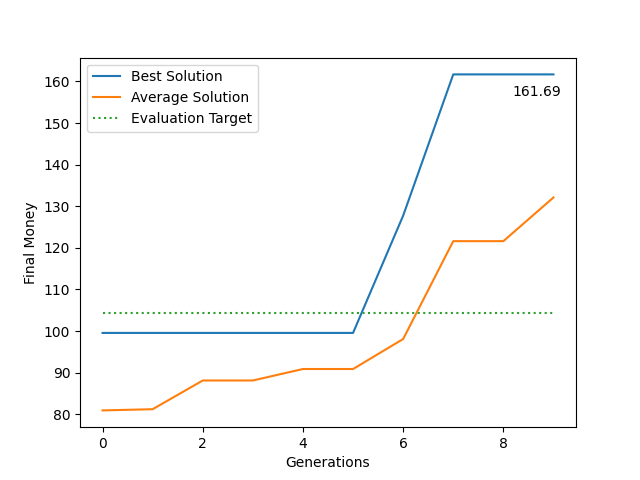 Best Solution
Average Solution
Evaluation Target
161.69
Final Money
160
150
140
130
120
110
100
90
80
0 2 4 6 8
Generations